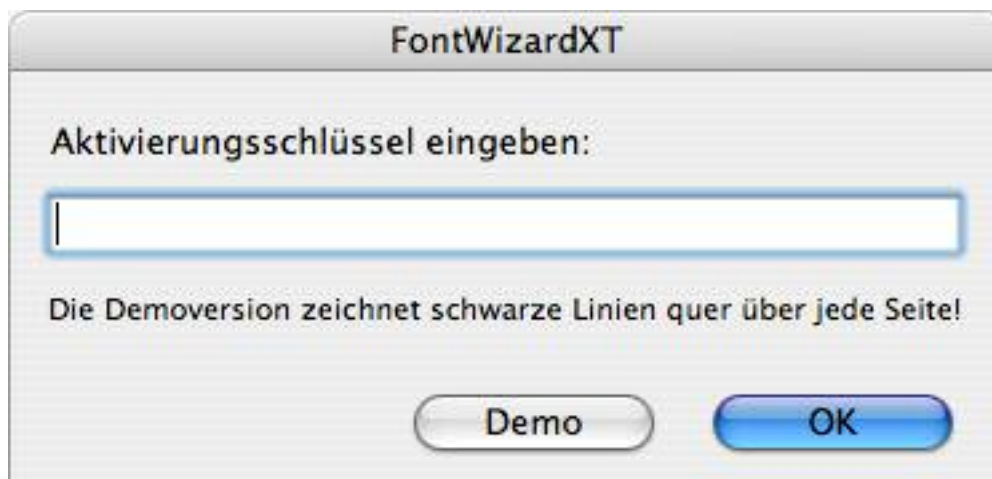 FontWizardXT
Aktivierungsschlüssel eingeben:
Die Demoversion zeichnet schwarze Linien quer über jede Seite!
Demo OK